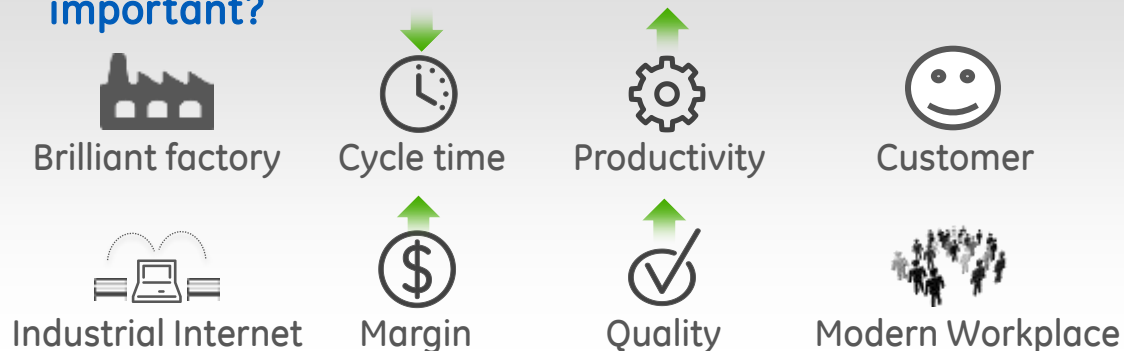 important?
Brilliant factory
Cycle time
Productivity
Customer
$
Industrial Internet
Margin
Quality
Modern Workplace